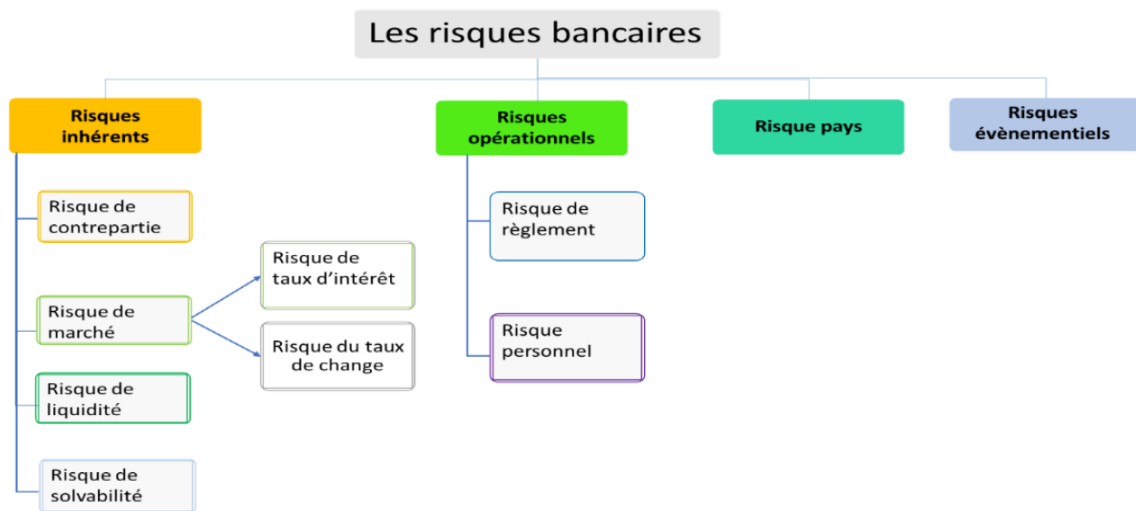 Les risques bancaires
Risques
inhérents
Risques
opérationnels
Risque pays
Risques
évènementiels
Risque de
contrepartie
Risque de
règlement
Risque de
taux d'intérêt
Risque de
marché
Risque du taux
de change
Risque
personnel
Risque de
liquidité
Risque de
solvabilité